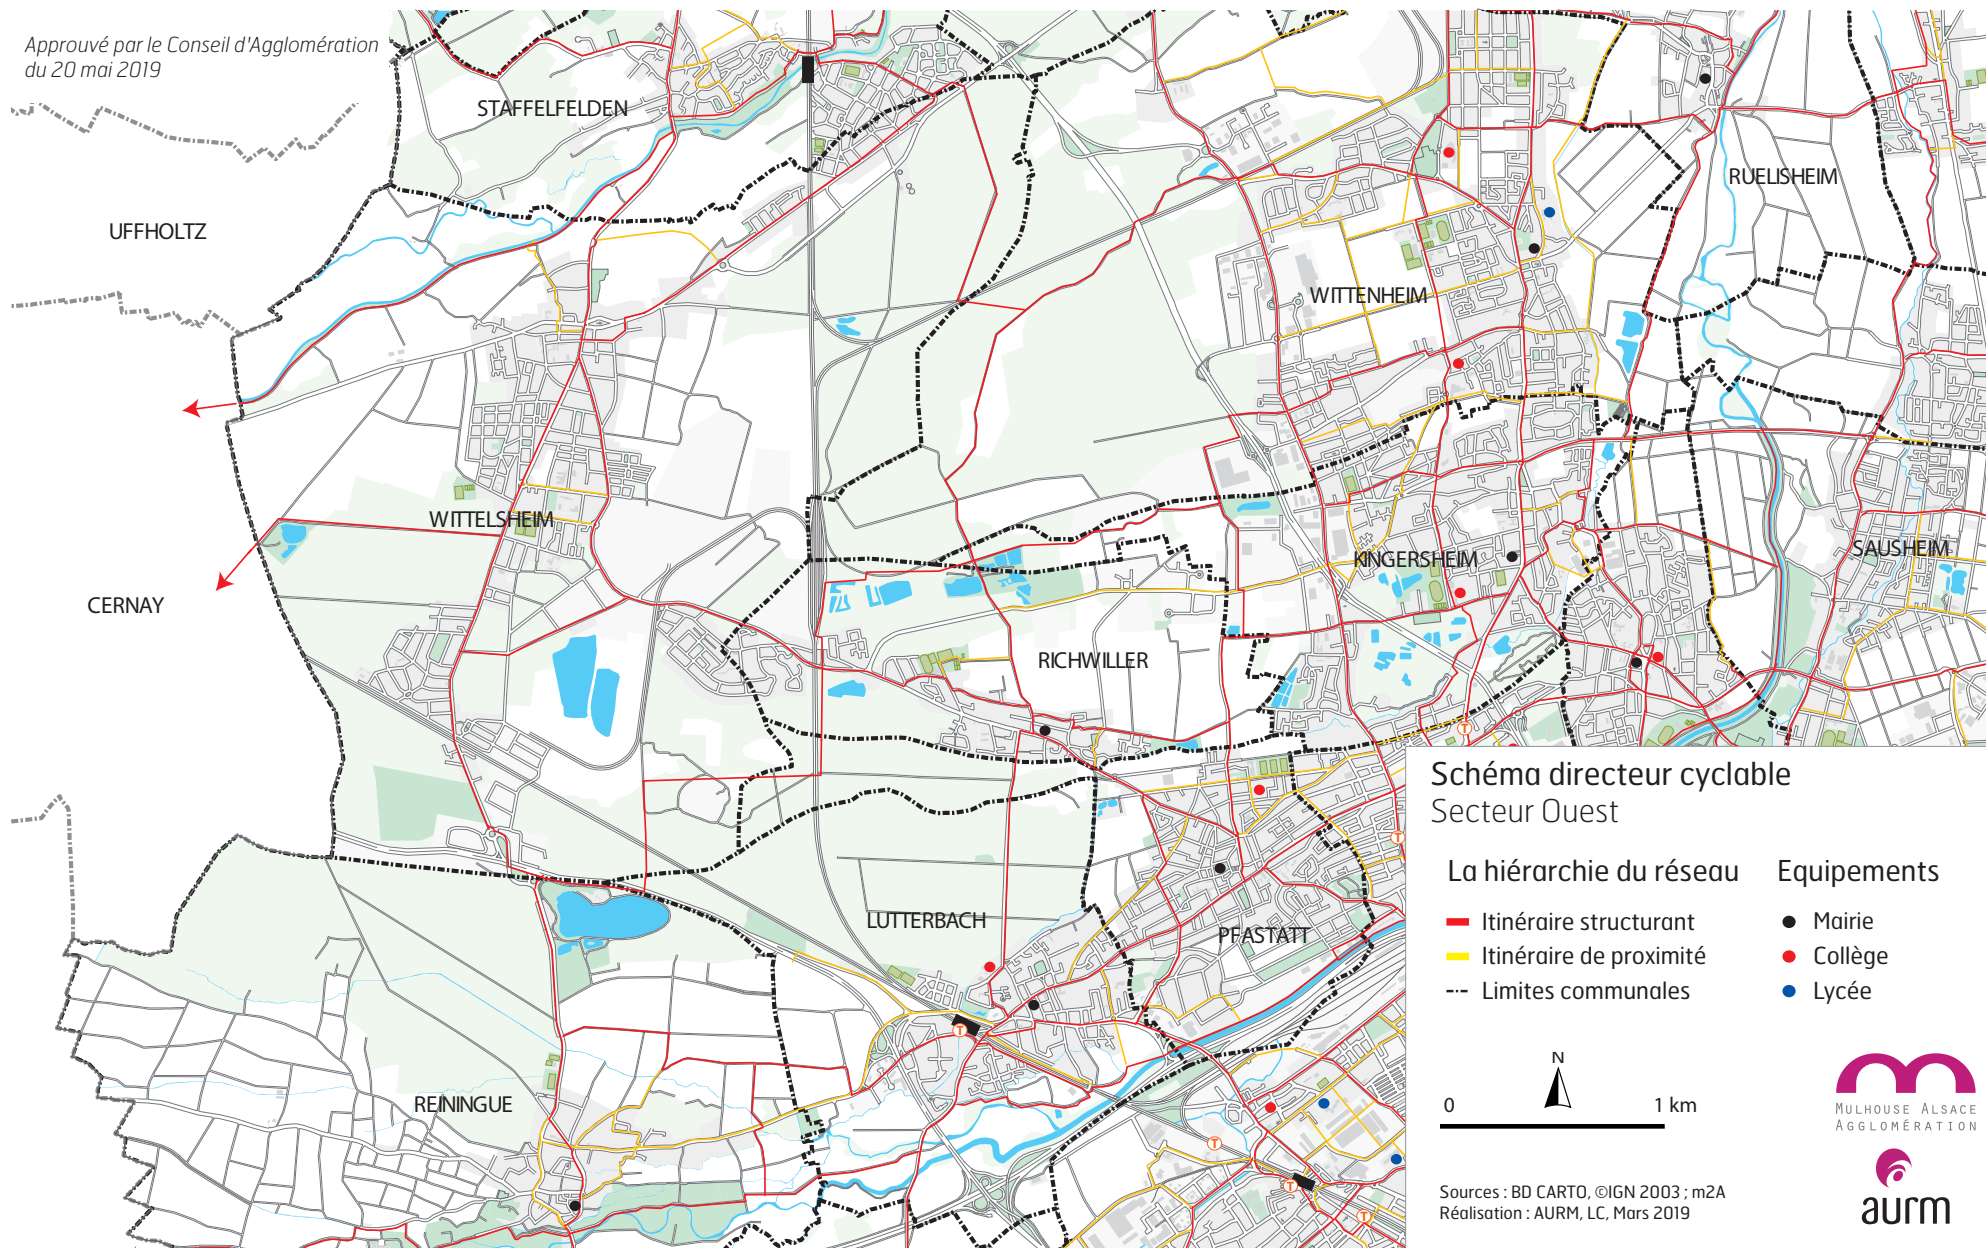 Approuvé par le Conseil d'Agglomération
du 20 mai 2019
STAFFELFELDEN
RUELISHEIM
UFFHOLTZ
WITTENHEIM
WITTELSHEIM
KINGERSHEIM
SAUSHEIM
CERNAY
RICHWILLER
LUTTERBACH
PFASTATT
REININGUE
T
T
T
T
T
T
Schéma directeur cyclable
Secteur Ouest
La hiérarchie du réseau
Itinéraire structurant
Itinéraire de proximité
Limites communales
Equipements
Mairie
Collège
Lycée
N
0 1 km
Sources : BD CARTO, ©IGN 2003 ; m2A
Réalisation : AURM, LC, Mars 2019
MULHOUSE ALSACE
AGGLOMÉRATION
aurm